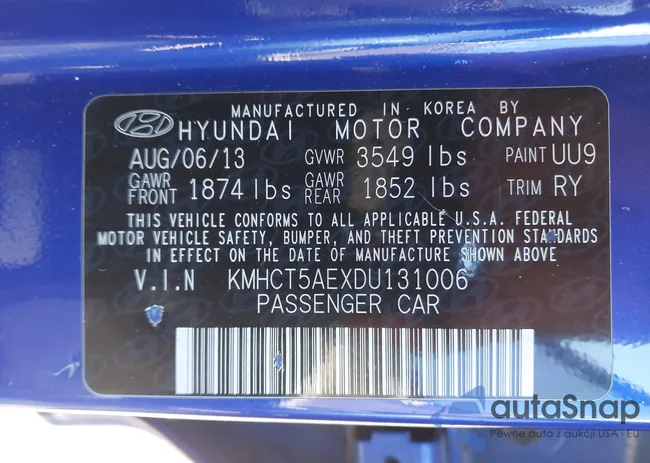 MANUFACTURED IN KOREA BY
HYUNDAI MOTOR COMPANY
AUG/06/13 GVWR 3549 lbs PAINT UU9
GAWR FRONT 1874 lbs GAWR REAR 1852 lbs TRIM RY
THIS VEHICLE CONFORMS TO ALL APPLICABLE U.S.A. FEDERAL
MOTOR VEHICLE SAFETY, BUMPER, AND THEFT PREVENTION STANDARDS
IN EFFECT ON THE DATE OF MANUFACTURE SHOWN ABOVE
V.I.N KMHCT5AEXDU131006
PASSENGER CAR
autaSnap
Pewne auta z aukcji USA i EU